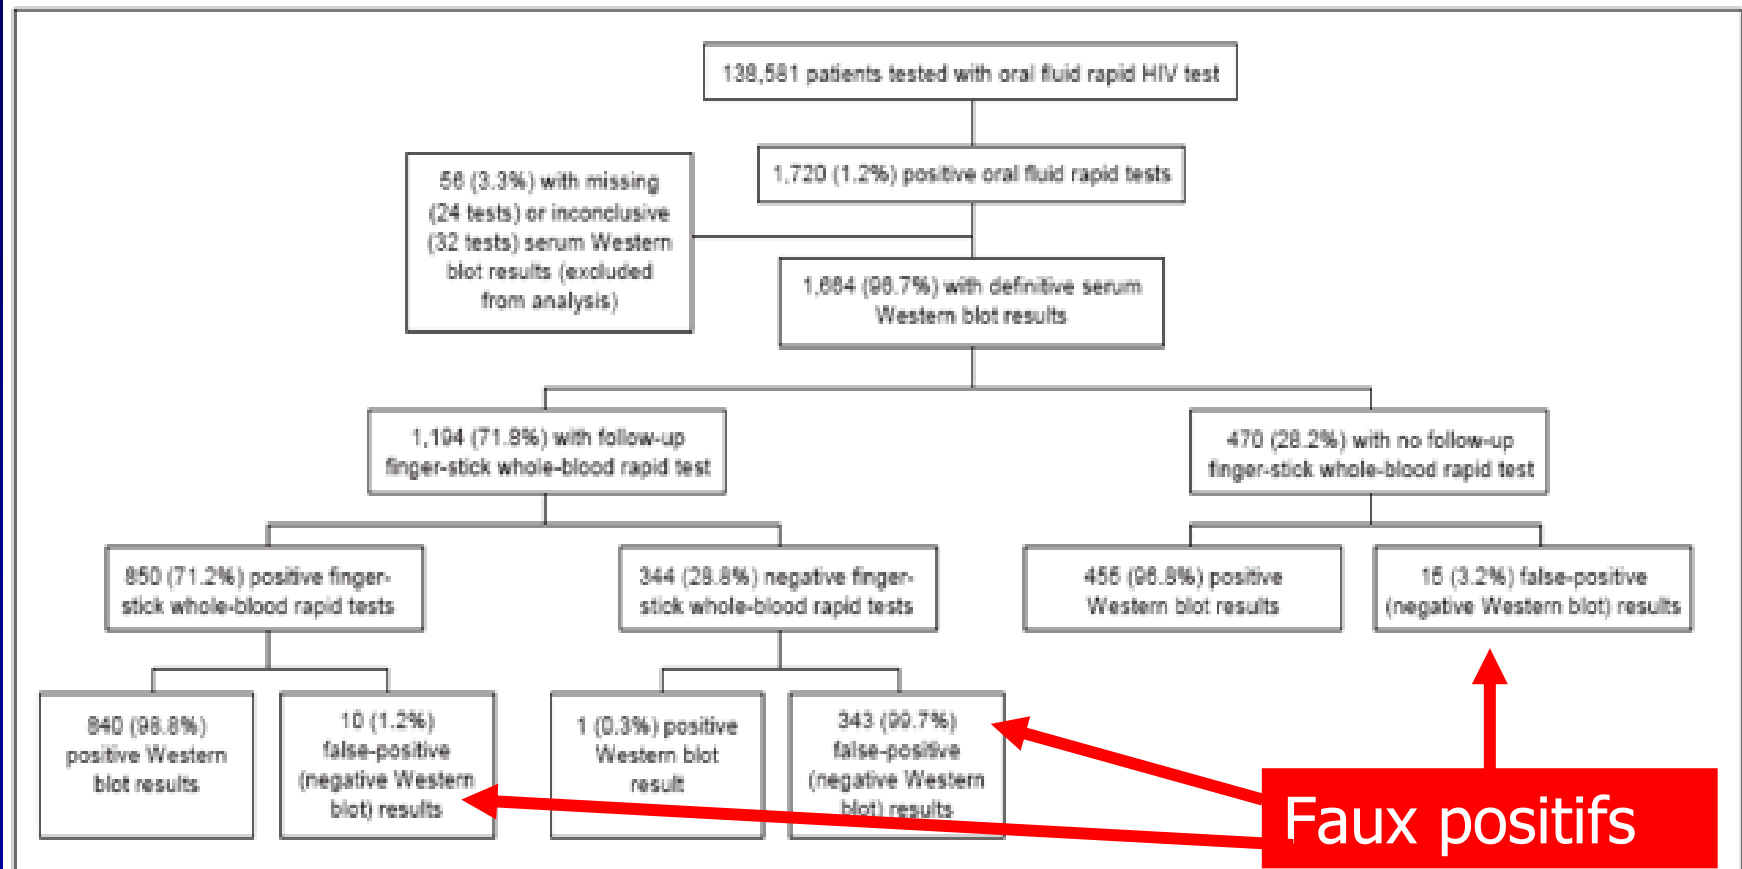 138,581 patients tested with oral fluid rapid HIV test
1,720 (1.2%) positive oral fluid rapid tests
56 (3.3%) with missing
(24 tests) or inconclusive
(32 tests) serum Western
blot results (excluded
from analysis)
1,664 (96.7%) with definitive serum
Western blot results
1,194 (71.8%) with follow-up
finger-stick whole-blood rapid test
470 (28.2%) with no follow-up
finger-stick whole-blood rapid test
850 (71.2%) positive finger-
stick whole-blood rapid tests
344 (28.8%) negative finger-
stick whole-blood rapid tests
455 (96.8%) positive
Western blot results
15 (3.2%) false-positive
(negative Western blot) results
840 (98.8%)
positive Western
blot results
10 (1.2%)
false-positive
(negative Western
blot) results
1 (0.3%) positive
Western blot
result
343 (99.7%)
false-positive
(negative Western
blot) results
Faux positifs